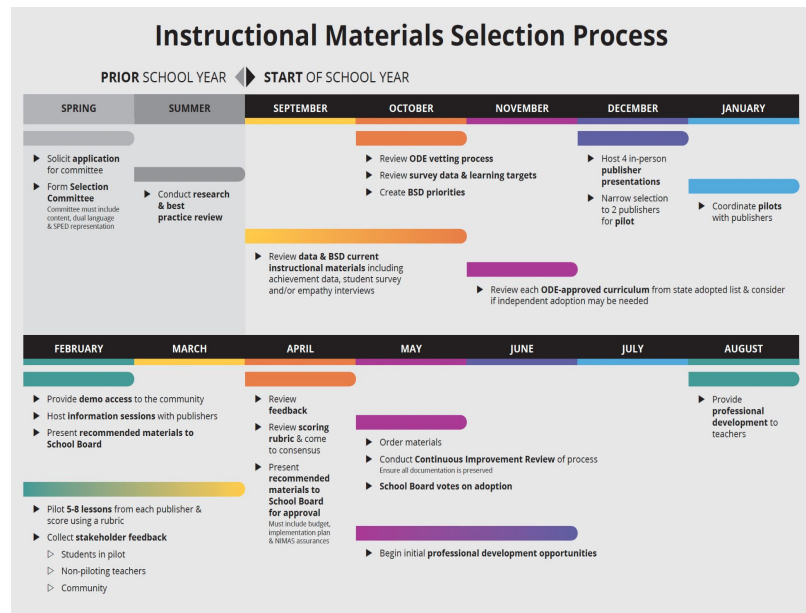 Instructional Materials Selection Process
PRIOR SCHOOL YEAR START OF SCHOOL YEAR
SPRING SUMMER SEPTEMBER OCTOBER NOVEMBER DECEMBER JANUARY
Solicit application
for committee
Form Selection
Committee
Committee must include
content, dual language
& SPED representation
Conduct research
& best
practice review
Review data & BSD current
instructional materials including
achievement data, student survey
and/or empathy interviews
Review ODE vetting process
Review survey data & learning targets
Create BSD priorities
Review each ODE-approved curriculum from state adopted list & consider
if independent adoption may be needed
Host 4 in-person
publisher
presentations
Narrow selection
to 2 publishers
for pilot
Coordinate pilots
with publishers
FEBRUARY MARCH APRIL MAY JUNE JULY AUGUST
Provide demo access to the community
Host information sessions with publishers
Present recommended materials to
School Board
Pilot 5-8 lessons from each publisher &
score using a rubric
Collect stakeholder feedback
Students in pilot
Non-piloting teachers
Community
Review
feedback
Review scoring
rubric & come
to consensus
Present
recommended
materials to
School Board
for approval
Must include budget,
implementation plan
& NIMAS assurances
Order materials
Conduct Continuous Improvement Review of process
Ensure all documentation is preserved
School Board votes on adoption
Begin initial professional development opportunities
Provide
professional
development to
teachers